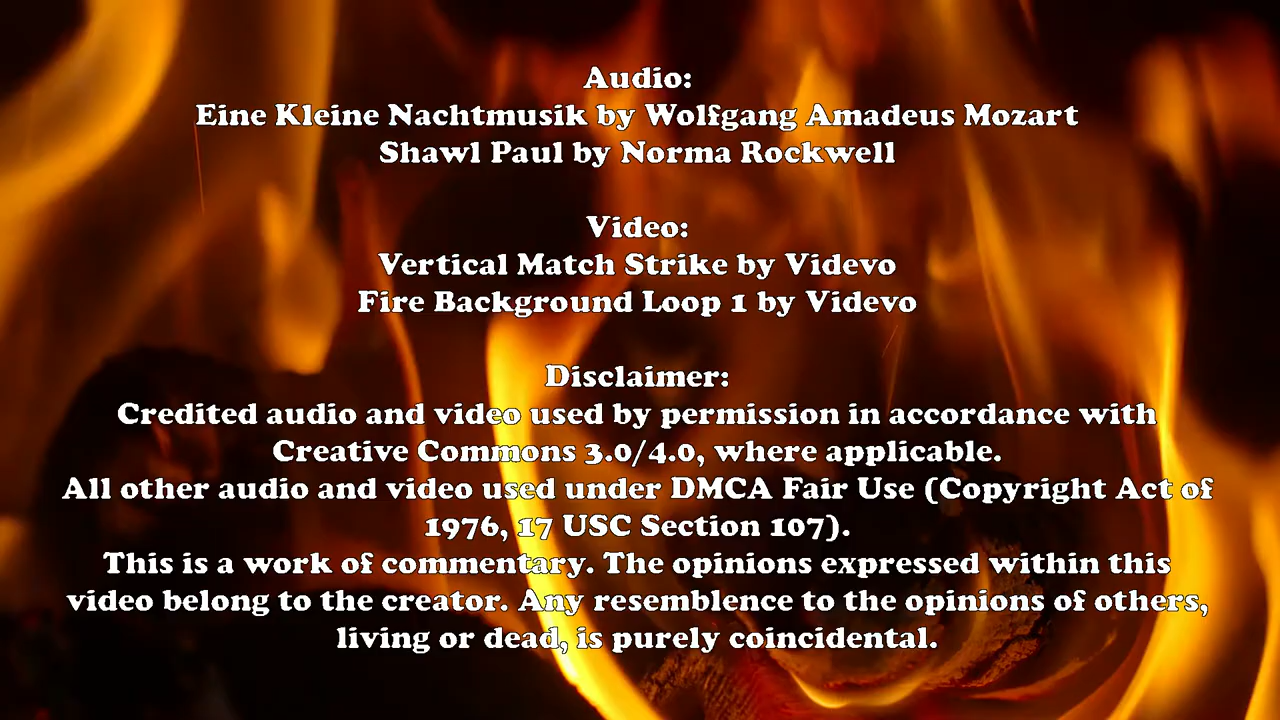 Audio:
Eine Kleine Nachtmusik by Wolfgang Amadeus Mozart
Shawl Paul by Norma Rockwell
Video:
Vertical Match Strike by Videvo
Fire Background Loop 1 by Videvo
Disclaimer:
Credited audio and video used by permission in accordance with
Creative Commons 3.0/4.0, where applicable.
All other audio and video used under DMCA Fair Use (Copyright Act of
1976, 17 USC Section 107).
This is a work of commentary. The opinions expressed within this
video belong to the creator. Any resemblence to the opinions of others,
living or dead, is purely coincidental.